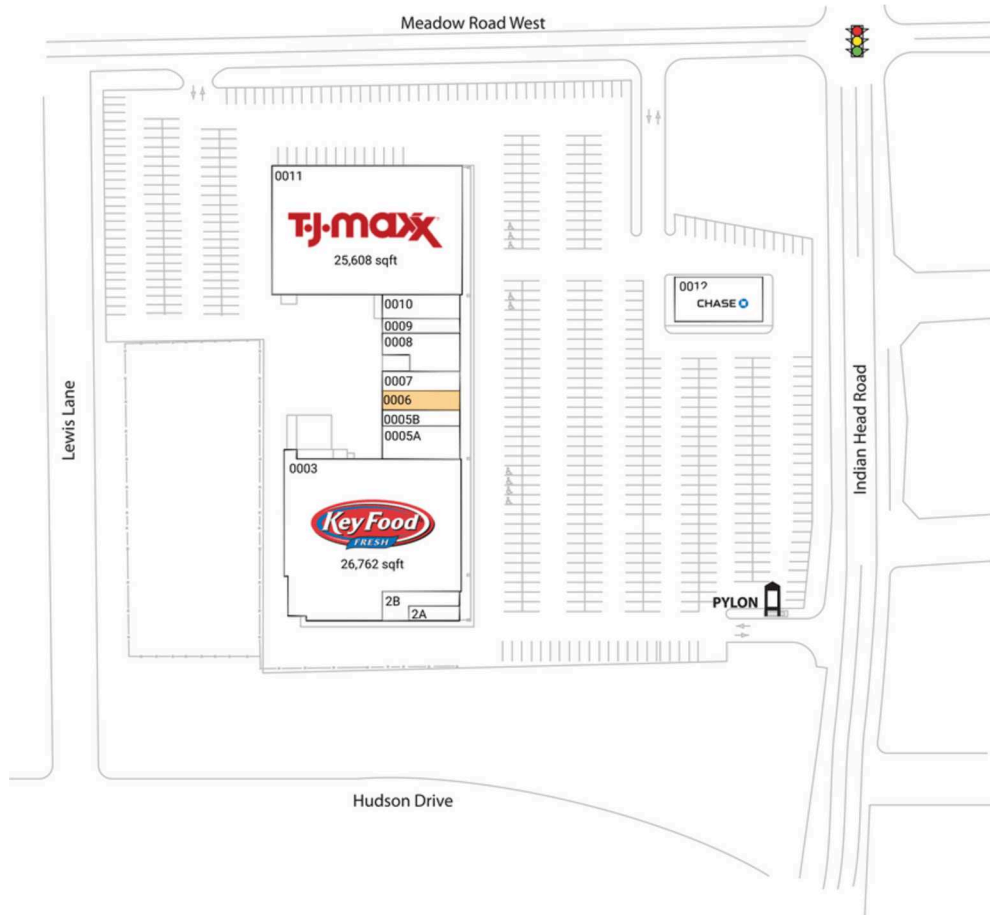 Meadow Road West
0011
T·J·maxx
25,608 sqft
0010
0009
0008
0007
0006
0005B
0005A
0003
Key Food
FRESH
26,762 sqft
2B
2A
0012
CHASE
PYLON
Lewis Lane
Indian Head Road
Hudson Drive